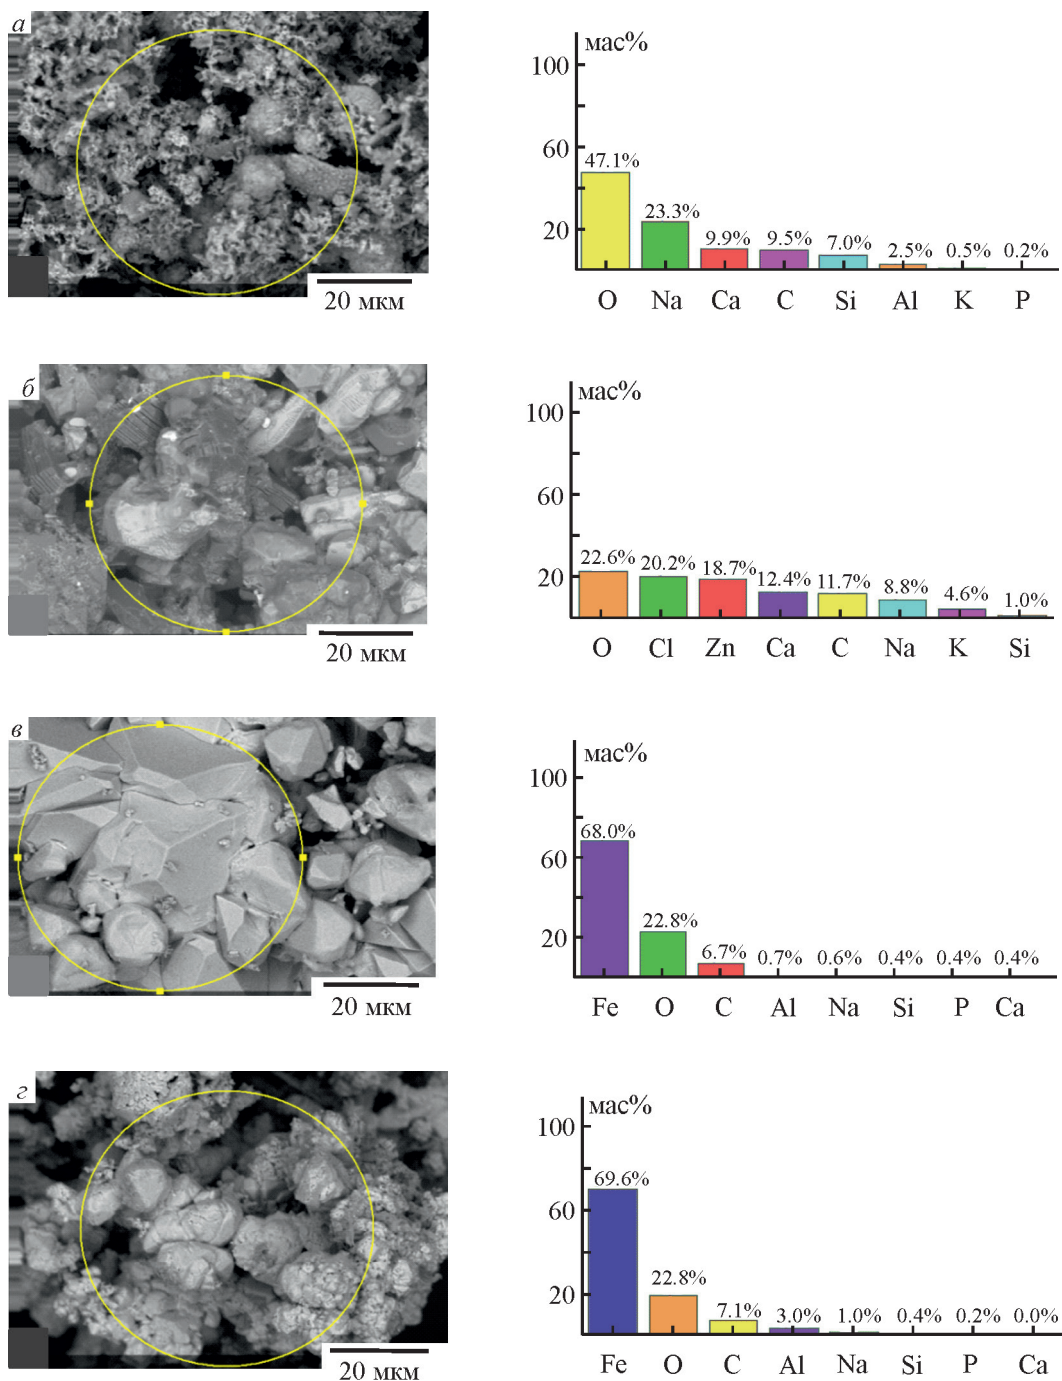 а
20 мкм
мас%
100
60
20
47.1%
23.3%
9.9%
9.5%
7.0%
2.5%
0.5%
0.2%
O Na Ca C Si Al K P
б
20 мкм
мас%
100
60
20
22.6%
20.2%
18.7%
12.4%
11.7%
8.8%
4.6%
1.0%
O Cl Zn Ca C Na K Si
в
20 мкм
мас%
100
60
20
68.0%
22.8%
6.7%
0.7%
0.6%
0.4%
0.4%
0.4%
Fe O C Al Na Si P Ca
г
20 мкм
мас%
100
60
20
69.6%
22.8%
7.1%
3.0%
1.0%
0.4%
0.2%
0.0%
Fe O C Al Na Si P Ca